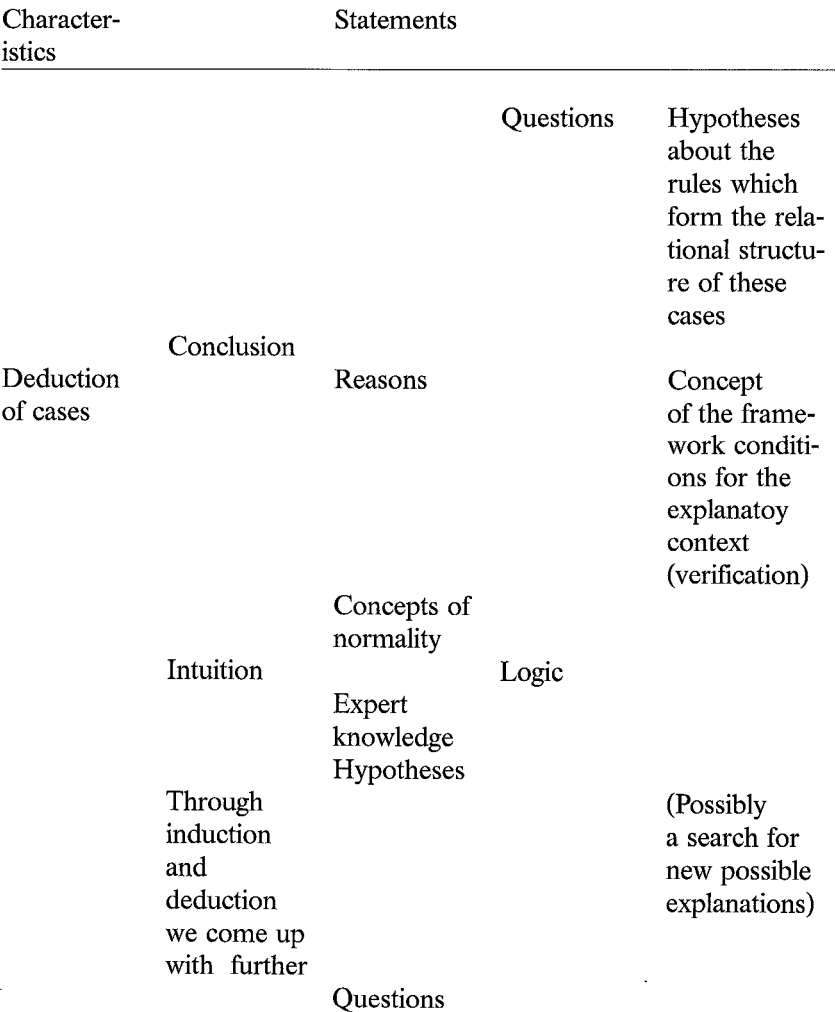 Character- Statements
istics
Questions Hypotheses
about the
rules which
form the rela-
tional structu-
re of these
cases
Conclusion
Deduction Reasons Concept
of cases of the frame-
work conditi-
ons for the
explanatoy
context
(verification)
Concepts of
normality
Intuition Logic
Expert
knowledge
Hypotheses
Through (Possibly
induction a search for
and new possible
deduction explanations)
we come up
with further
Questions